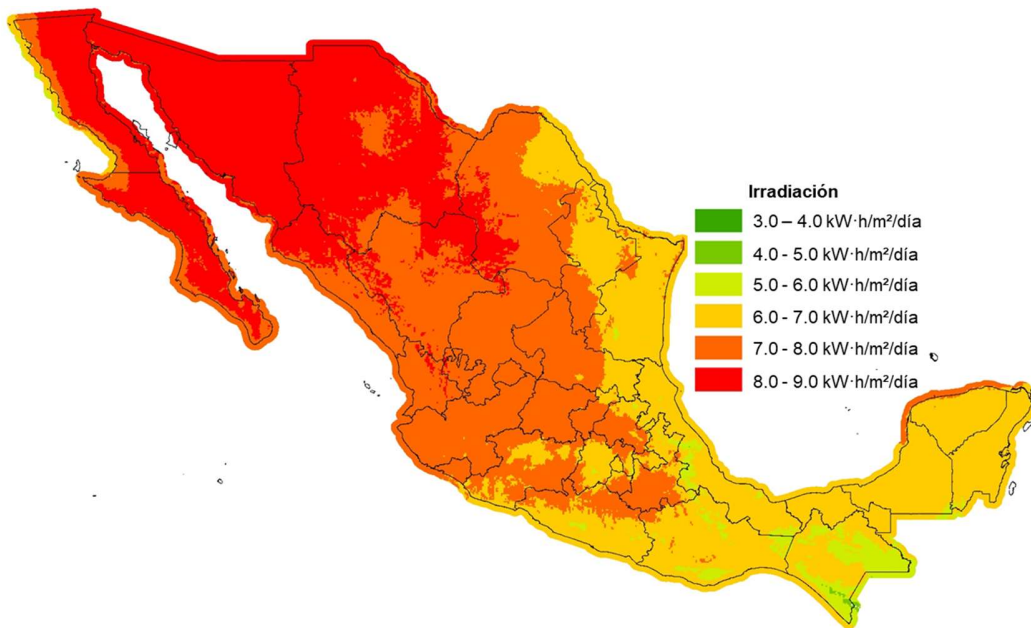 Irradiación
3.0 – 4.0 kW·h/m²/día
4.0 - 5.0 kW·h/m²/día
5.0 - 6.0 kW·h/m²/día
6.0 - 7.0 kW·h/m²/día
7.0 - 8.0 kW·h/m²/día
8.0 - 9.0 kW·h/m²/día